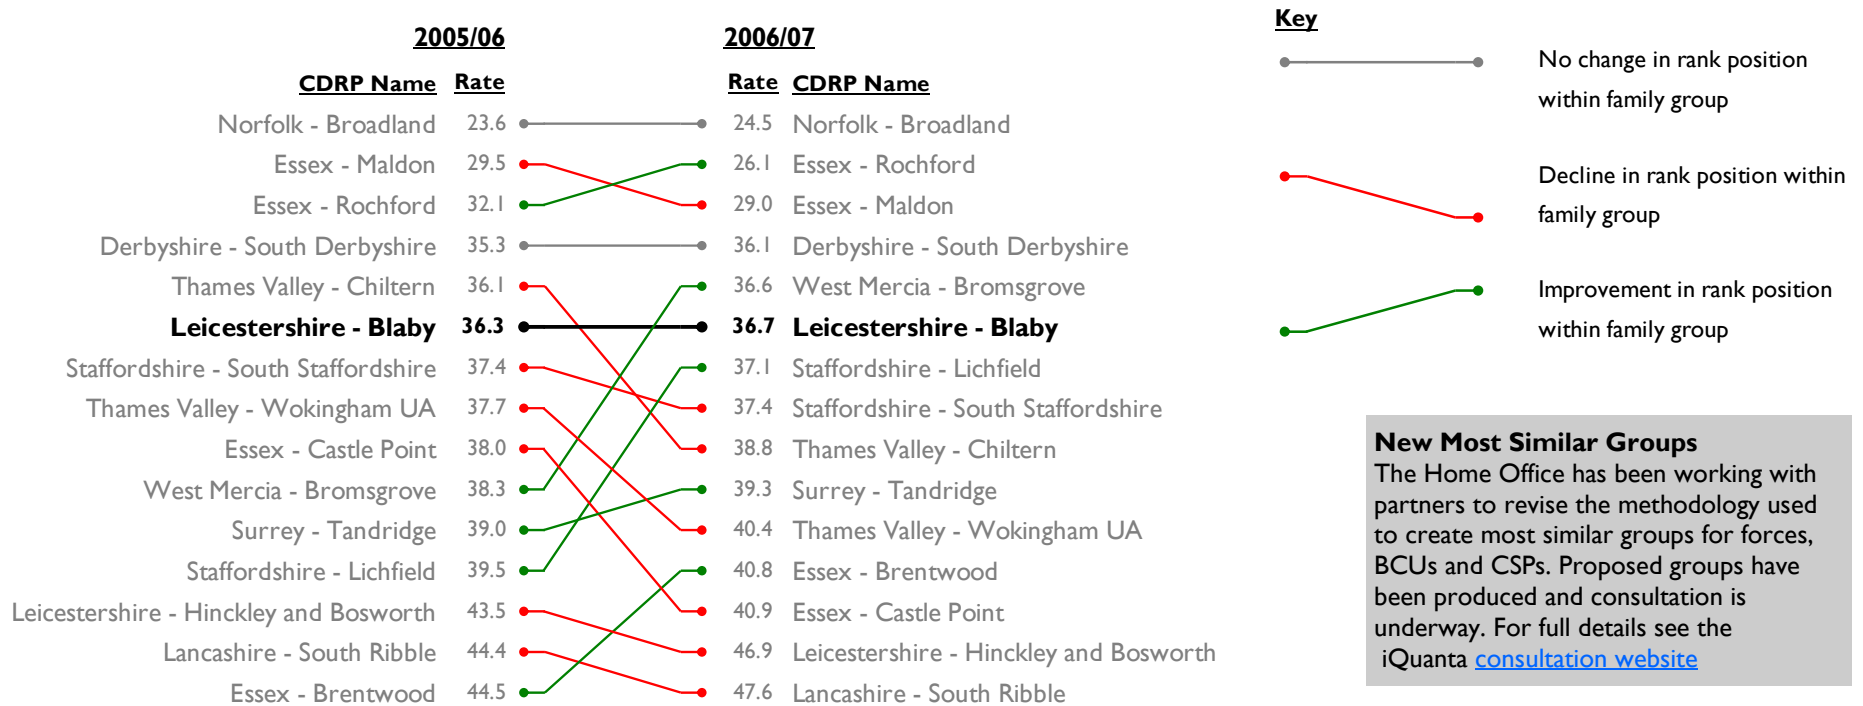 2005/06 2006/07
CDRP Name Rate Rate CDRP Name
Norfolk - Broadland 23.6 24.5 Norfolk - Broadland
Essex - Maldon 29.5 26.1 Essex - Rochford
Essex - Rochford 32.1 29.0 Essex - Maldon
Derbyshire - South Derbyshire 35.3 36.1 Derbyshire - South Derbyshire
Thames Valley - Chiltern 36.1 36.6 West Mercia - Bromsgrove
Leicestershire - Blaby 36.3 36.7 Leicestershire - Blaby
Staffordshire - South Staffordshire 37.4 37.1 Staffordshire - Lichfield
Thames Valley - Wokingham UA 37.7 37.4 Staffordshire - South Staffordshire
Essex - Castle Point 38.0 38.8 Thames Valley - Chiltern
West Mercia - Bromsgrove 38.3 39.3 Surrey - Tandridge
Surrey - Tandridge 39.0 40.4 Thames Valley - Wokingham UA
Staffordshire - Lichfield 39.5 40.8 Essex - Brentwood
Leicestershire - Hinckley and Bosworth 43.5 40.9 Essex - Castle Point
Lancashire - South Ribble 44.4 46.9 Leicestershire - Hinckley and Bosworth
Essex - Brentwood 44.5 47.6 Lancashire - South Ribble
Key
No change in rank position
within family group
Decline in rank position within
family group
Improvement in rank position
within family group
New Most Similar Groups
The Home Office has been working with
partners to revise the methodology used
to create most similar groups for forces,
BCUs and CSPs. Proposed groups have
been produced and consultation is
underway. For full details see the
iQuanta consultation website